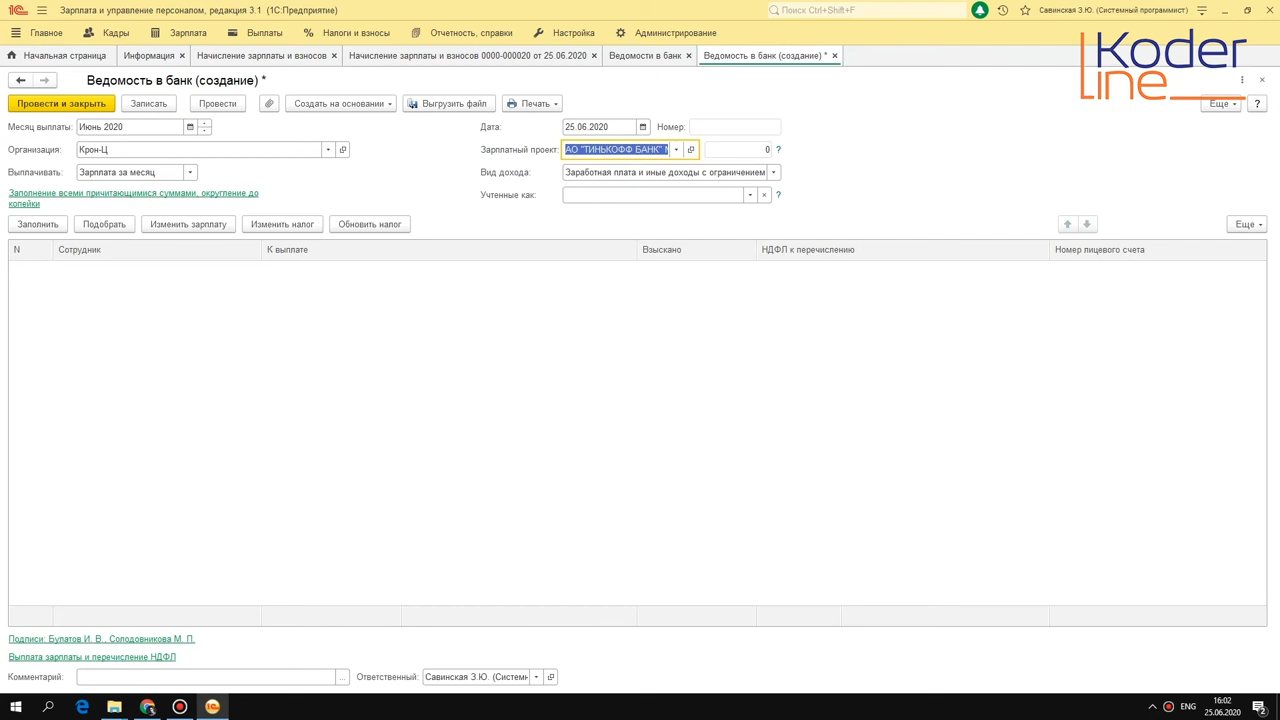 1С Зарплата и управление персоналом, редакция 3.1 (1С:Предприятие) Поиск Ctrl+Shift+F Савинская З.Ю. (Системный программист)
Главное Кадры Зарплата Выплаты Налоги и взносы Отчетность, справки Настройка Администрирование
Начальная страница Информация × Начисление зарплаты и взносов × Начисление зарплаты и взносов 0000-000020 от 25.06.2020 × Ведомости в банк × Ведомость в банк (создание) * ×
Koder
Line
Ведомость в банк (создание) *
Провести и закрыть Записать Провести Создать на основании Выгрузить файл Печать Еще ?
Месяц выплаты: Июнь 2020 Дата: 25.06.2020 Номер:
Организация: Крон-Ц Зарплатный проект: АО "ТИНЬКОФФ БАНК" 0 ?
Выплачивать: Зарплата за месяц Вид дохода: Заработная плата и иные доходы с ограничением
Заполнение всеми причитающимися суммами, округление до
копейки
Учтенные как: × ?
Заполнить Подобрать Изменить зарплату Изменить налог Обновить налог Еще
N Сотрудник К выплате Взыскано НДФЛ к перечислению Номер лицевого счета
Подписи: Булатов И. В., Солодовникова М. П.
Выплата зарплаты и перечисление НДФЛ
Комментарий: ... Ответственный: Савинская З.Ю. (Систем
ENG 16:02
25.06.2020 2